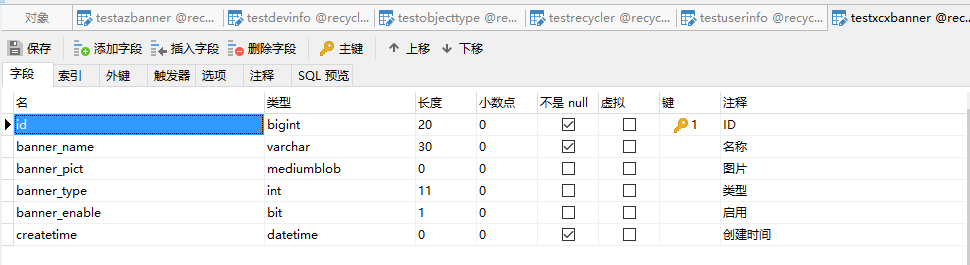 对象 testazbanner @rec... testdevinfo @recycl... testobjecttype @rec... testrecycler @recyc... testuserinfo @recyc... testxcxbanner @rec...
保存 添加字段 插入字段 删除字段 主键 上移 下移
字段 索引 外键 触发器 选项 注释 SQL 预览
名 类型 长度 小数点 不是 null 虚拟 键 注释
id bigint 20 0 1 ID
banner_name varchar 30 0 名称
banner_pict mediumblob 0 0 图片
banner_type int 11 0 类型
banner_enable bit 1 0 启用
createtime datetime 0 0 创建时间